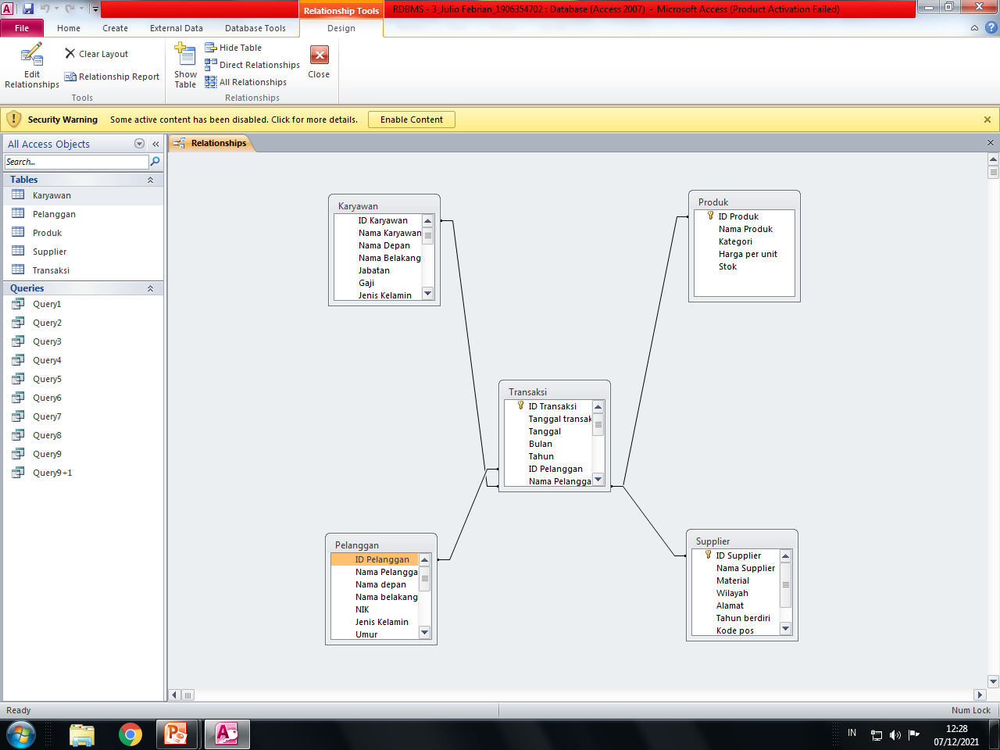 Relationship Tools
RDBMS - 3_Julio Febrian_1906354702 : Database (Access 2007) - Microsoft Access (Product Activation Failed)
File
Home
Create
External Data
Database Tools
Design
Edit Relationships
Clear Layout
Relationship Report
Tools
Show Table
Hide Table
Direct Relationships
All Relationships
Relationships
Close
Security Warning
Some active content has been disabled. Click for more details.
Enable Content
All Access Objects
Search...
Tables
Karyawan
Pelanggan
Produk
Supplier
Transaksi
Queries
Query1
Query2
Query3
Query4
Query5
Query6
Query7
Query8
Query9
Query9+1
Relationships
Karyawan
ID Karyawan
Nama Karyawan
Nama Depan
Nama Belakang
Jabatan
Gaji
Jenis Kelamin
Produk
ID Produk
Nama Produk
Kategori
Harga per unit
Stok
Transaksi
ID Transaksi
Tanggal transak
Tanggal
Bulan
Tahun
ID Pelanggan
Nama Pelangga
Pelanggan
ID Pelanggan
Nama Pelangga
Nama depan
Nama belakang
NIK
Jenis Kelamin
Umur
Supplier
ID Supplier
Nama Supplier
Material
Wilayah
Alamat
Tahun berdiri
Kode pos
Ready
Num Lock
IN
12:28
07/12/2021